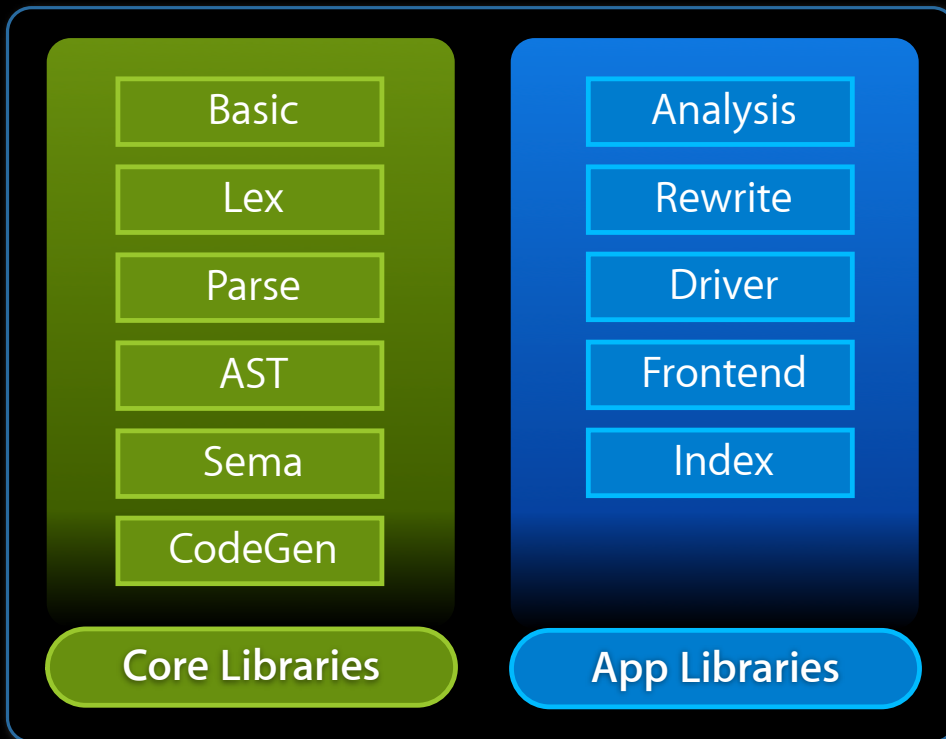 Basic
Lex
Parse
AST
Sema
CodeGen
Core Libraries
Analysis
Rewrite
Driver
Frontend
Index
App Libraries